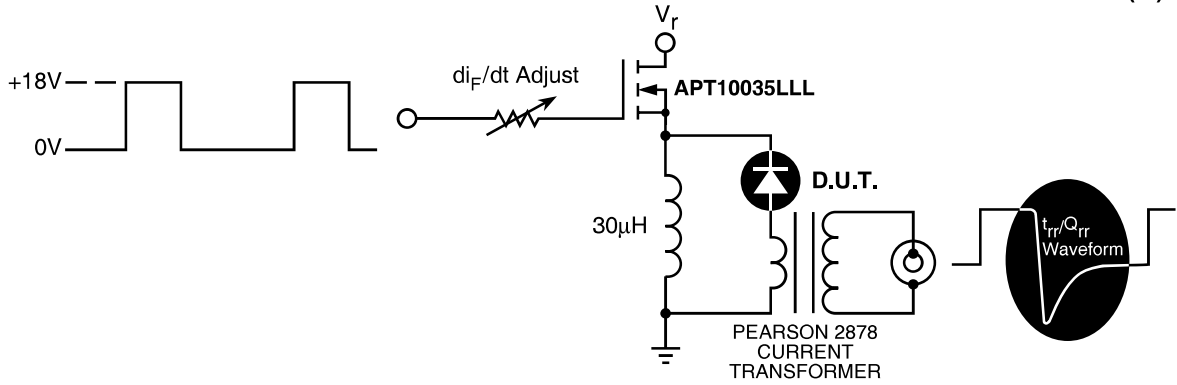 +18V
0V
di_F/dt Adjust
V_r
APT10035LLL
30μH
D.U.T.
PEARSON 2878
CURRENT
TRANSFORMER
t_rr/Q_rr
Waveform